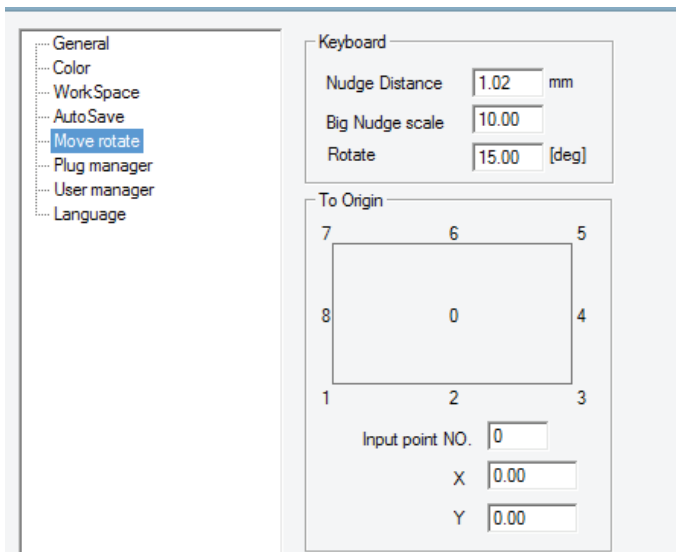 General
Color
WorkSpace
AutoSave
Move rotate
Plug manager
User manager
Language
Keyboard
Nudge Distance 1.02 mm
Big Nudge scale 10.00
Rotate 15.00 [deg]
To Origin
7 6 5
8 0 4
1 2 3
Input point NO. 0
X 0.00
Y 0.00